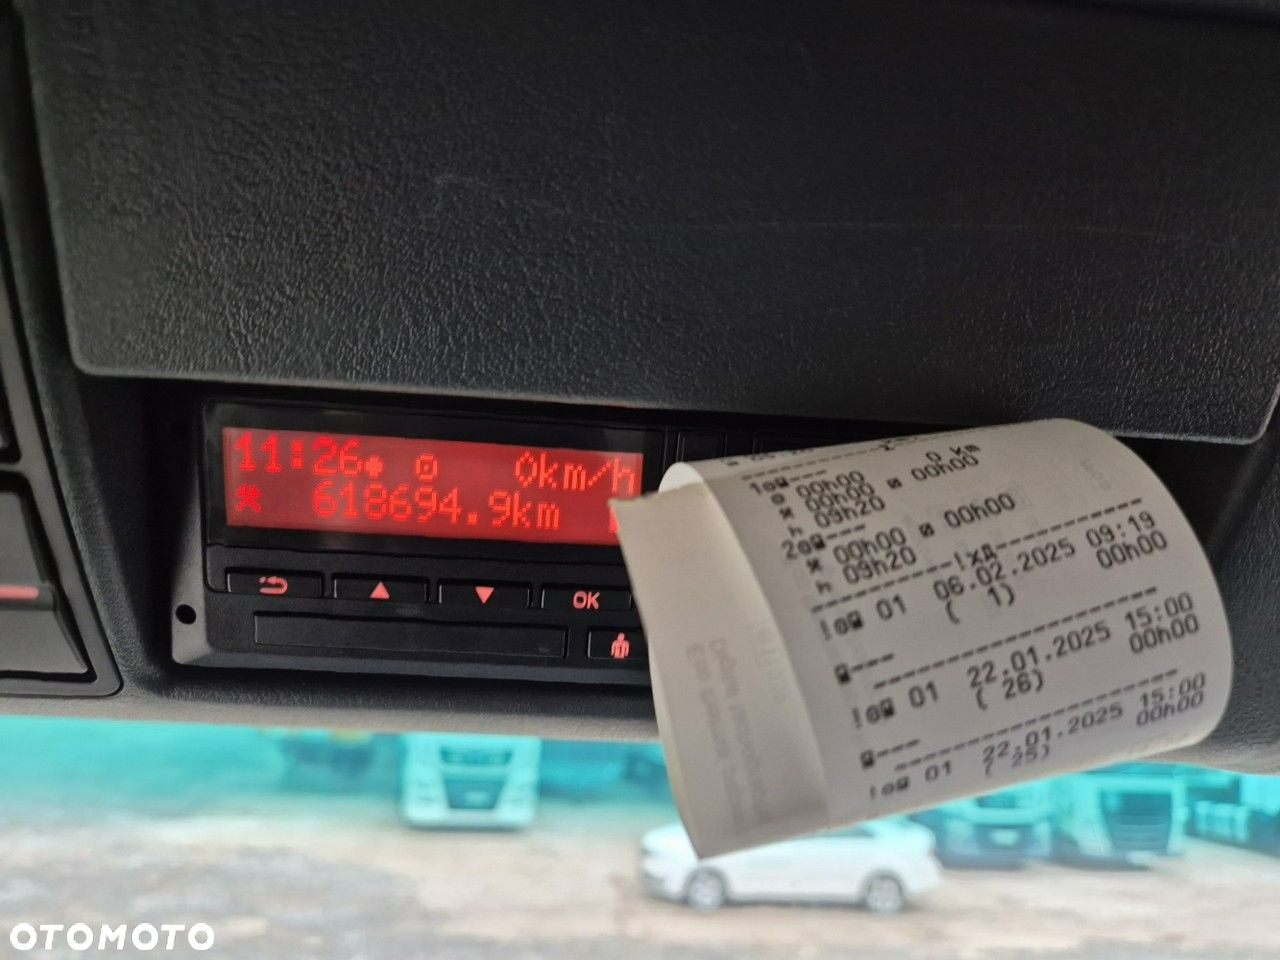 11:26 0km/h
618694.9km
OK
0 km
00h00
00h00 00h00
h 09h20
2
00h00 00h00
h 09h20
---------!xд---------
! 01 06.02.2025 09:19
( 1) 00h00
---
! 01 22.01.2025 15:00
( 26) 00h00
---
! 01 22.01.2025 15:00
( 25) 00h00
OTOMOTO